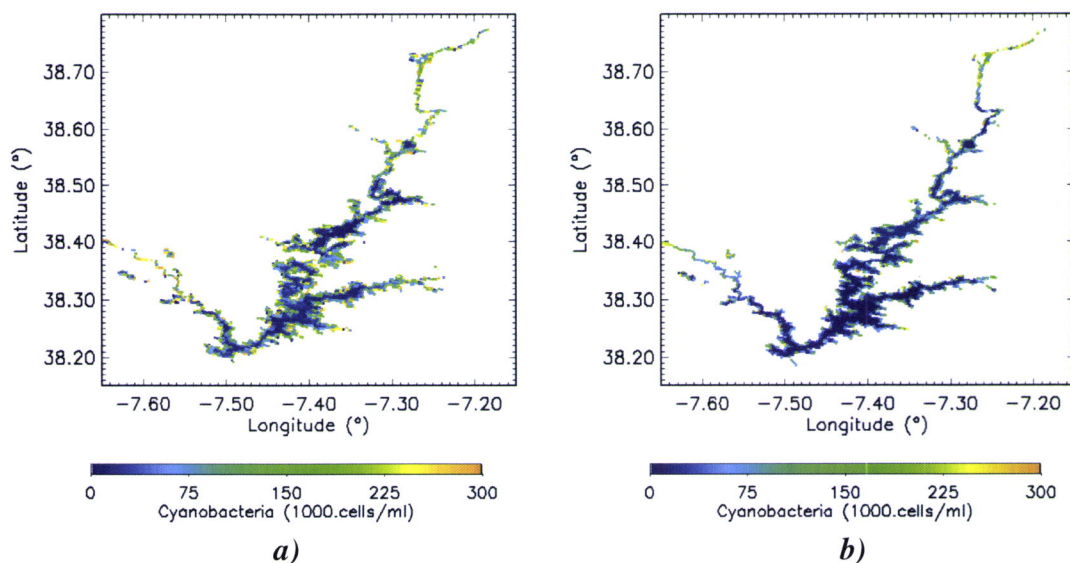 38.70
38.60
38.50
38.40
38.30
38.20
Latitude (°)
−7.60 −7.50 −7.40 −7.30 −7.20
Longitude (°)
0 75 150 225 300
Cyanobacteria (1000.cells/ml)
a)
38.70
38.60
38.50
38.40
38.30
38.20
Latitude (°)
−7.60 −7.50 −7.40 −7.30 −7.20
Longitude (°)
0 75 150 225 300
Cyanobacteria (1000.cells/ml)
b)